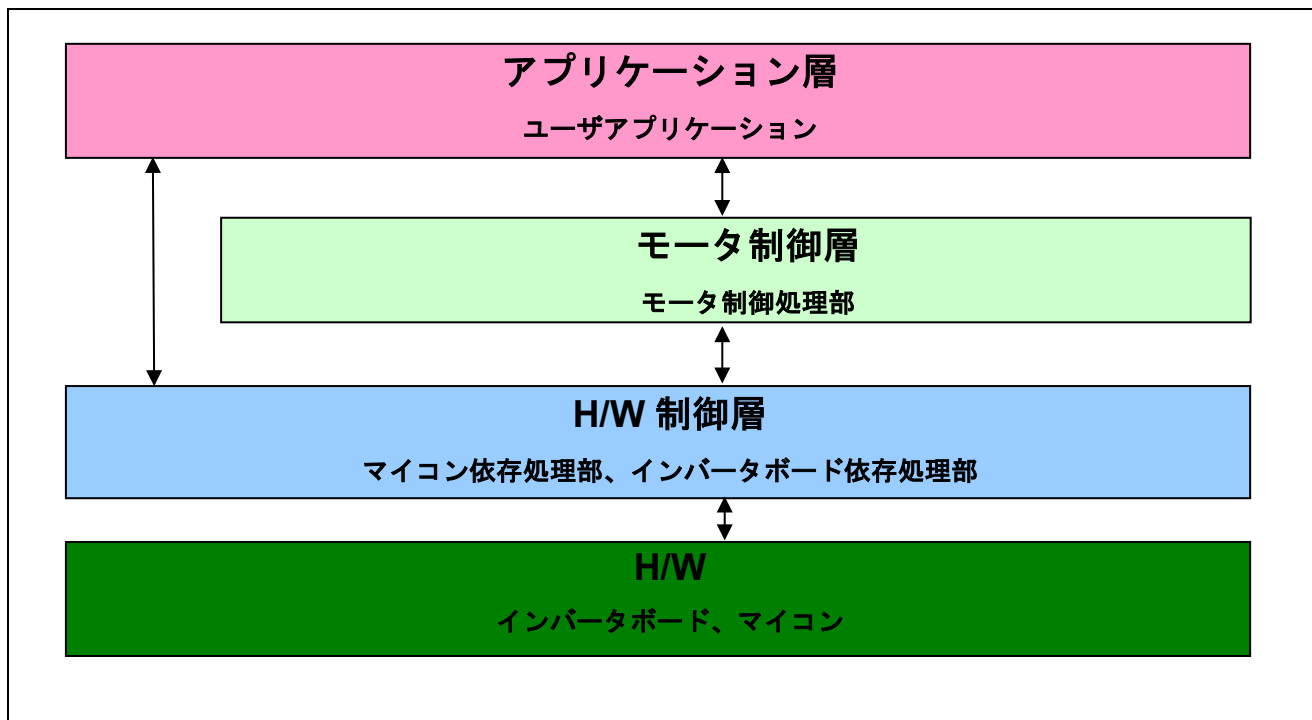 アプリケーション層
ユーザアプリケーション
モータ制御層
モータ制御処理部
H/W 制御層
マイコン依存処理部、インバータボード依存処理部
H/W
インバータボード、マイコン